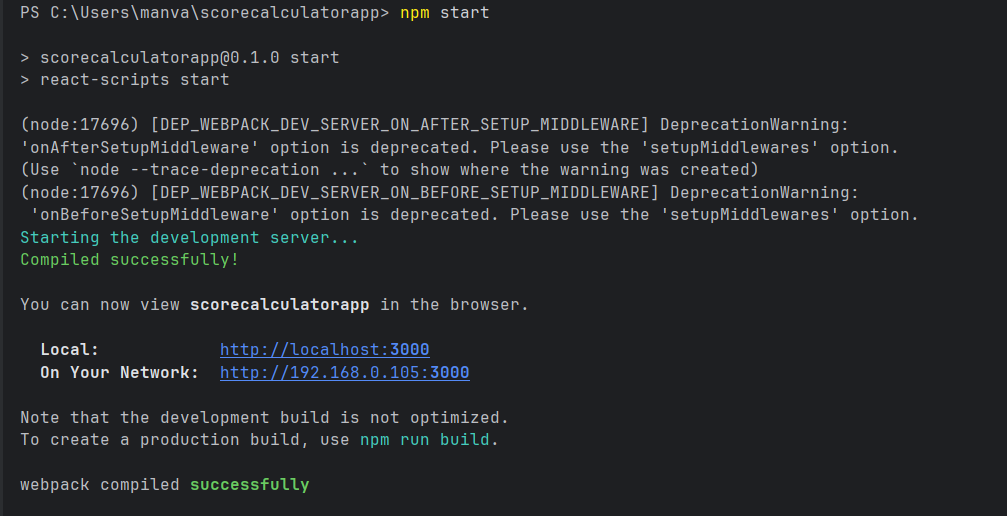 PS C:\Users\manva\scorecalculatorapp> npm start
> scorecalculatorapp@0.1.0 start
> react-scripts start
(node:17696) [DEP_WEBPACK_DEV_SERVER_ON_AFTER_SETUP_MIDDLEWARE] DeprecationWarning:
'onAfterSetupMiddleware' option is deprecated. Please use the 'setupMiddlewares' option.
(Use `node --trace-deprecation ...` to show where the warning was created)
(node:17696) [DEP_WEBPACK_DEV_SERVER_ON_BEFORE_SETUP_MIDDLEWARE] DeprecationWarning:
 'onBeforeSetupMiddleware' option is deprecated. Please use the 'setupMiddlewares' option.
Starting the development server...
Compiled successfully!
You can now view scorecalculatorapp in the browser.
Local: http://localhost:3000
On Your Network: http://192.168.0.105:3000
Note that the development build is not optimized.
To create a production build, use npm run build.
webpack compiled successfully